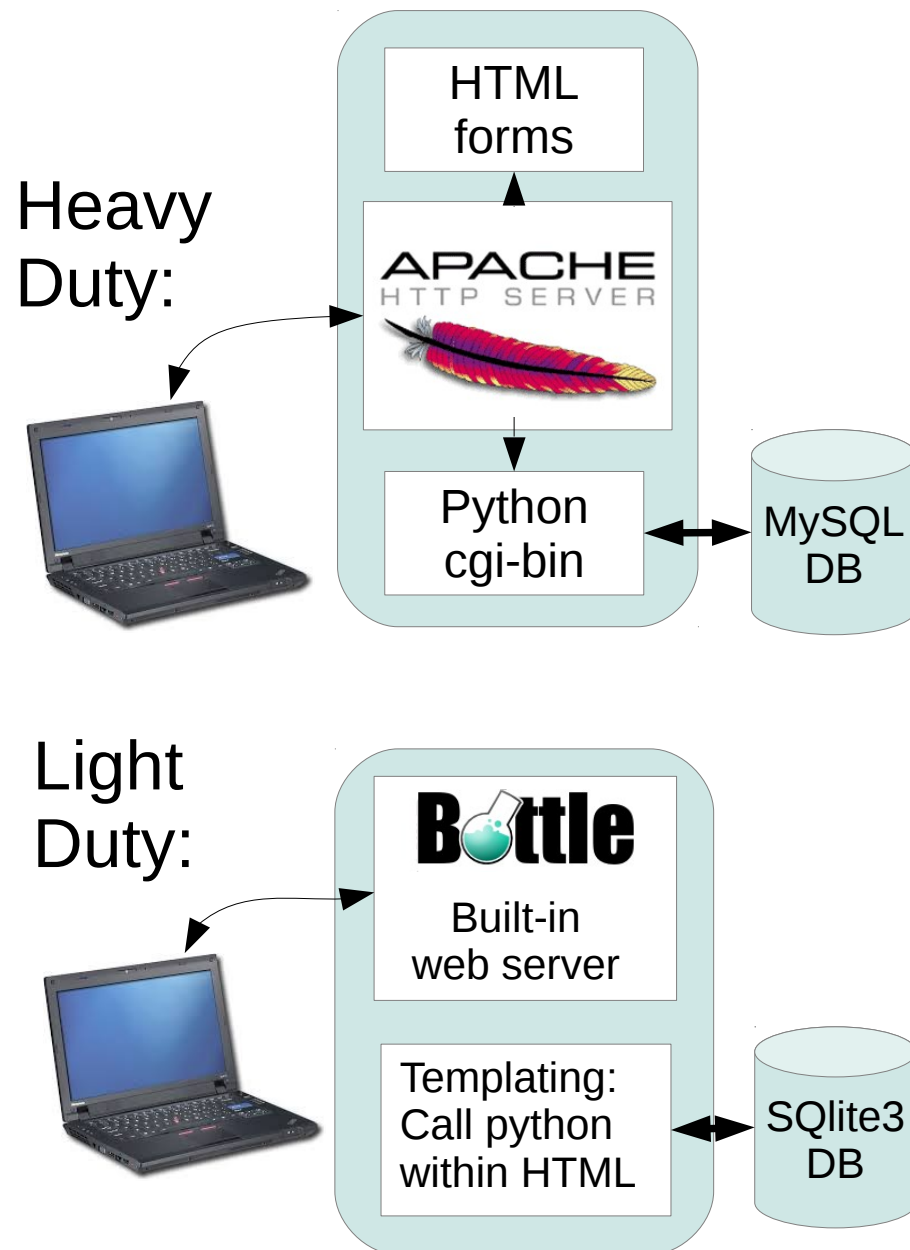 Heavy
Duty:
HTML
forms
APACHE
HTTP SERVER
Python
cgi-bin
MySQL
DB
Light
Duty:
Bottle
Built-in
web server
Templating:
Call python
within HTML
SQlite3
DB